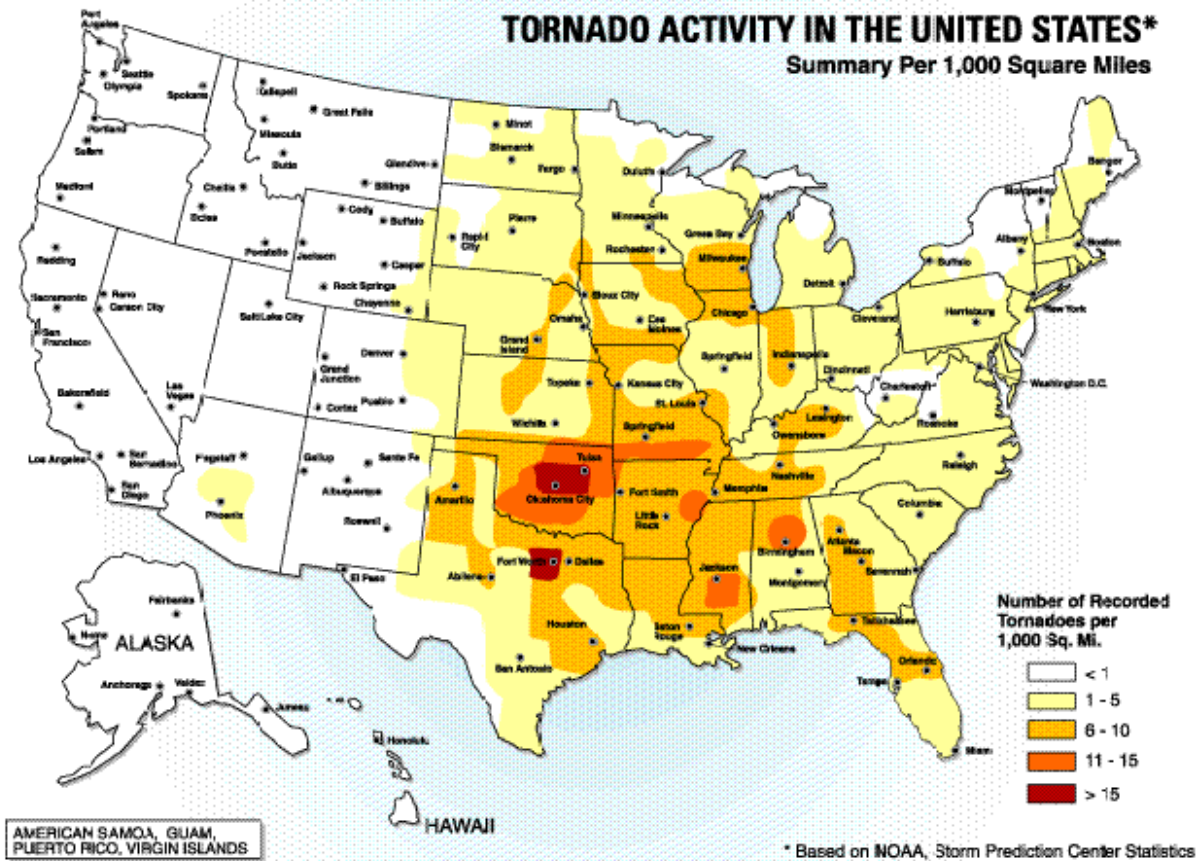 TORNADO ACTIVITY IN THE UNITED STATES*
Summary Per 1,000 Square Miles
Port
Angeles
Seattle
Olympia
Spokane
Portland
Salem
Medford
Kalispell
Great Falls
Missoula
Butte
Glendive
Billings
Challis
Boise
Pocatello
Cody
Buffalo
Jackson
Casper
Rock Springs
Cheyenne
Minot
Bismarck
Fargo
Duluth
Pierre
Rapid
City
Minneapolis
Rochester
Green Bay
Milwaukee
Redding
Sacramento
San
Francisco
Reno
Carson City
Salt Lake City
Bakersfield
Las
Vegas
Los Angeles
San
Bernadino
San
Diego
Denver
Grand
Junction
Cortez
Pueblo
Flagstaff
Phoenix
Gallup
Santa Fe
Albuquerque
Roswell
El Paso
Sioux City
Omaha
Des
Moines
Grand
Island
Topeka
Kansas City
Wichita
St. Louis
Springfield
Chicago
Springfield
Indianapolis
Detroit
Cleveland
Cincinnati
Charleston
Roanoke
Lexington
Owensboro
Nashville
Memphis
Tulsa
Oklahoma City
Amarillo
Fort Smith
Little
Rock
Fort Worth
Dallas
Abilene
Houston
San Antonio
Jackson
Baton
Rouge
New Orleans
Birmingham
Montgomery
Atlanta
Macon
Savannah
Columbia
Raleigh
Tallahassee
Orlando
Tampa
Miami
Bangor
Montpelier
Albany
Boston
Buffalo
New York
Harrisburg
Washington D.C.
Fairbanks
Nome
ALASKA
Anchorage
Valdez
Juneau
Honolulu
HAWAII
Number of Recorded
Tornadoes per
1,000 Sq. Mi.
< 1
1 - 5
6 - 10
11 - 15
> 15
AMERICAN SAMOA, GUAM,
PUERTO RICO, VIRGIN ISLANDS
* Based on NOAA, Storm Prediction Center Statistics